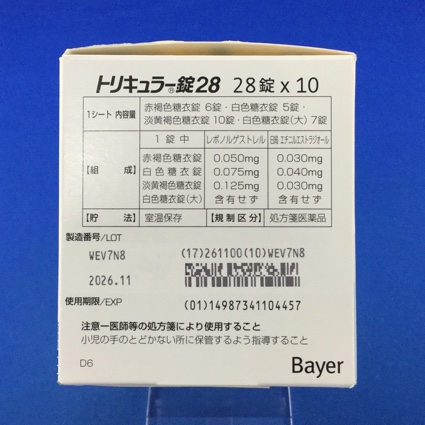 トリキュラー®錠28 28錠 x 10
1シート 内容量 赤褐色糖衣錠 6錠・白色糖衣錠 5錠・
淡黄褐色糖衣錠 10錠・白色糖衣錠(大) 7錠
【組成】 1錠中 レボノルゲストレル 日局 エチニルエストラジオール
赤褐色糖衣錠 0.050mg 0.030mg
白色糖衣錠 0.075mg 0.040mg
淡黄褐色糖衣錠 0.125mg 0.030mg
白色糖衣錠(大) 含有せず 含有せず
【貯法】 室温保存 【規制区分】 処方箋医薬品
製造番号/LOT
WEV7N8 (17)261100(10)WEV7N8
2026.11
使用期限/EXP (01)14987341104457
注意―医師等の処方箋により使用すること
小児の手のとどかない所に保管するよう指導すること
D6 Bayer